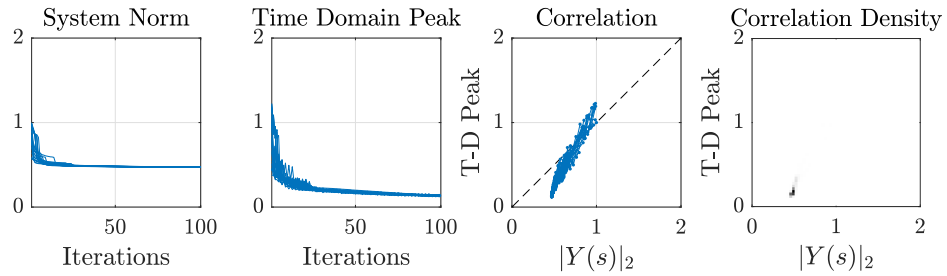 System Norm
2
1
0
50
100
Iterations
Time Domain Peak
2
1
0
50
100
Iterations
Correlation
T-D Peak
2
1
0
0
1
2
|Y(s)|₂
Correlation Density
T-D Peak
2
1
0
0
1
2
|Y(s)|₂